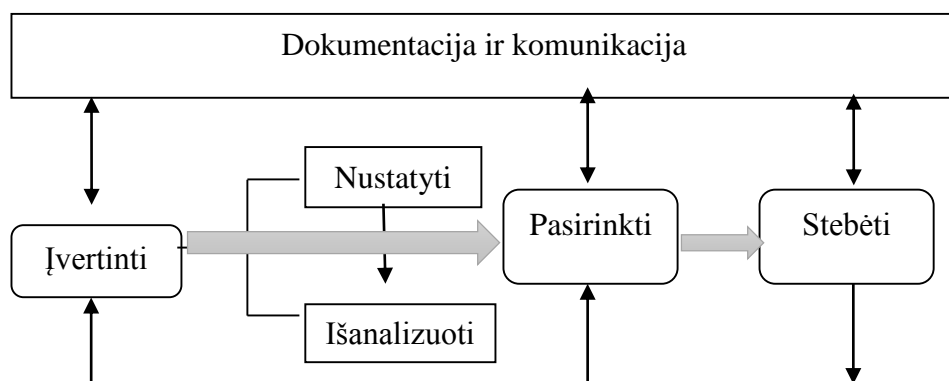 Dokumentacija ir komunikacija
Nustatyti
Įvertinti
Pasirinkti
Stebėti
Išanalizuoti